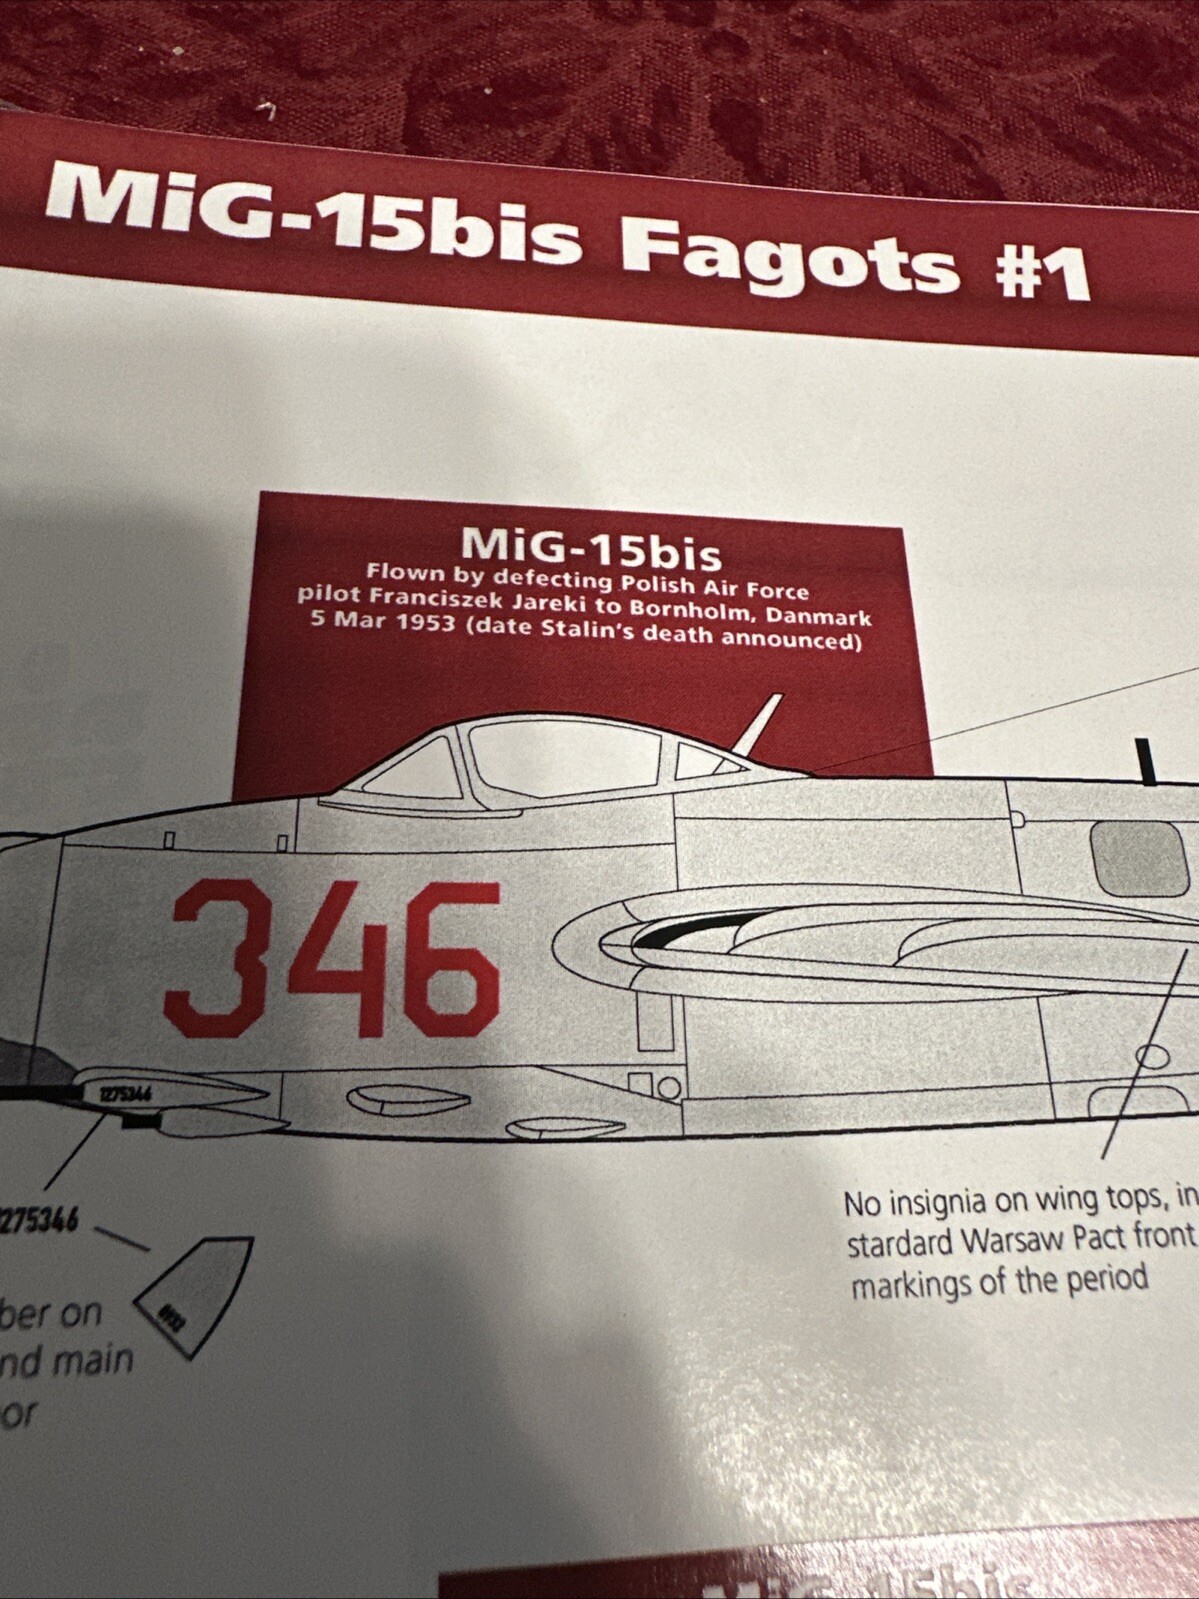 MiG-15bis Fagots #1
MiG-15bis
Flown by defecting Polish Air Force
pilot Franciszek Jareki to Bornholm, Danmark
5 Mar 1953 (date Stalin's death announced)
346
1275346
275346
ber on
nd main
or
No insignia on wing tops, in
stardard Warsaw Pact front
markings of the period
MiG-15bis